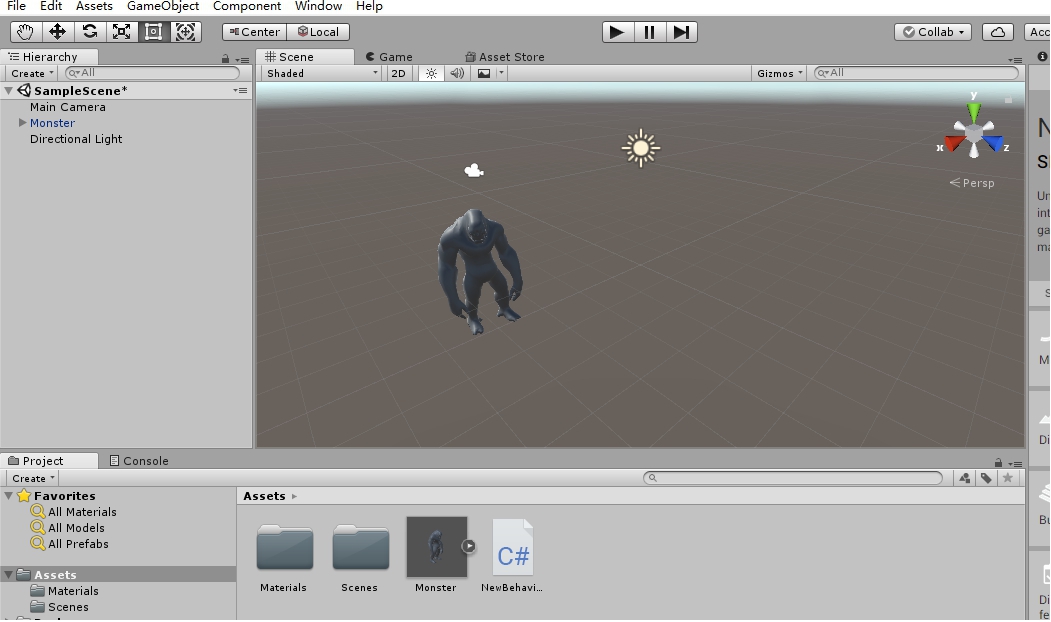 File Edit Assets GameObject Component Window Help
Center Local Collab Acc
Hierarchy Scene Game Asset Store
Create All Shaded 2D Gizmos All
SampleScene*
Main Camera
Monster
Directional Light
y
x z
Persp
N
S
Un
int
ga
ma
S
M
Di
Bu
Di
fe
Project Console
Create
Favorites
All Materials
All Models
All Prefabs
Assets
Materials
Scenes
Assets
C#
Materials Scenes Monster NewBehavi...